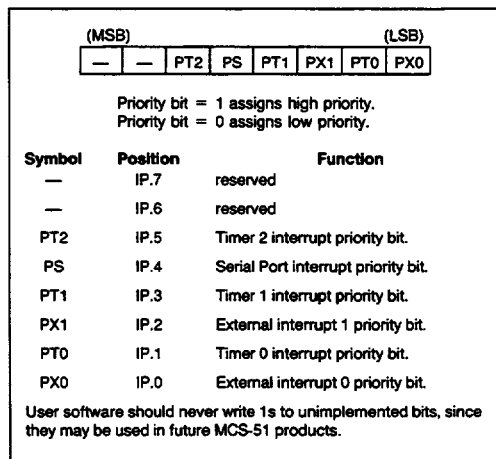 (MSB) (LSB)
— — PT2 PS PT1 PX1 PT0 PX0
Priority bit = 1 assigns high priority.
Priority bit = 0 assigns low priority.
Symbol Position Function
— IP.7 reserved
— IP.6 reserved
PT2 IP.5 Timer 2 interrupt priority bit.
PS IP.4 Serial Port interrupt priority bit.
PT1 IP.3 Timer 1 interrupt priority bit.
PX1 IP.2 External interrupt 1 priority bit.
PT0 IP.1 Timer 0 interrupt priority bit.
PX0 IP.0 External interrupt 0 priority bit.
User software should never write 1s to unimplemented bits, since
they may be used in future MCS-51 products.